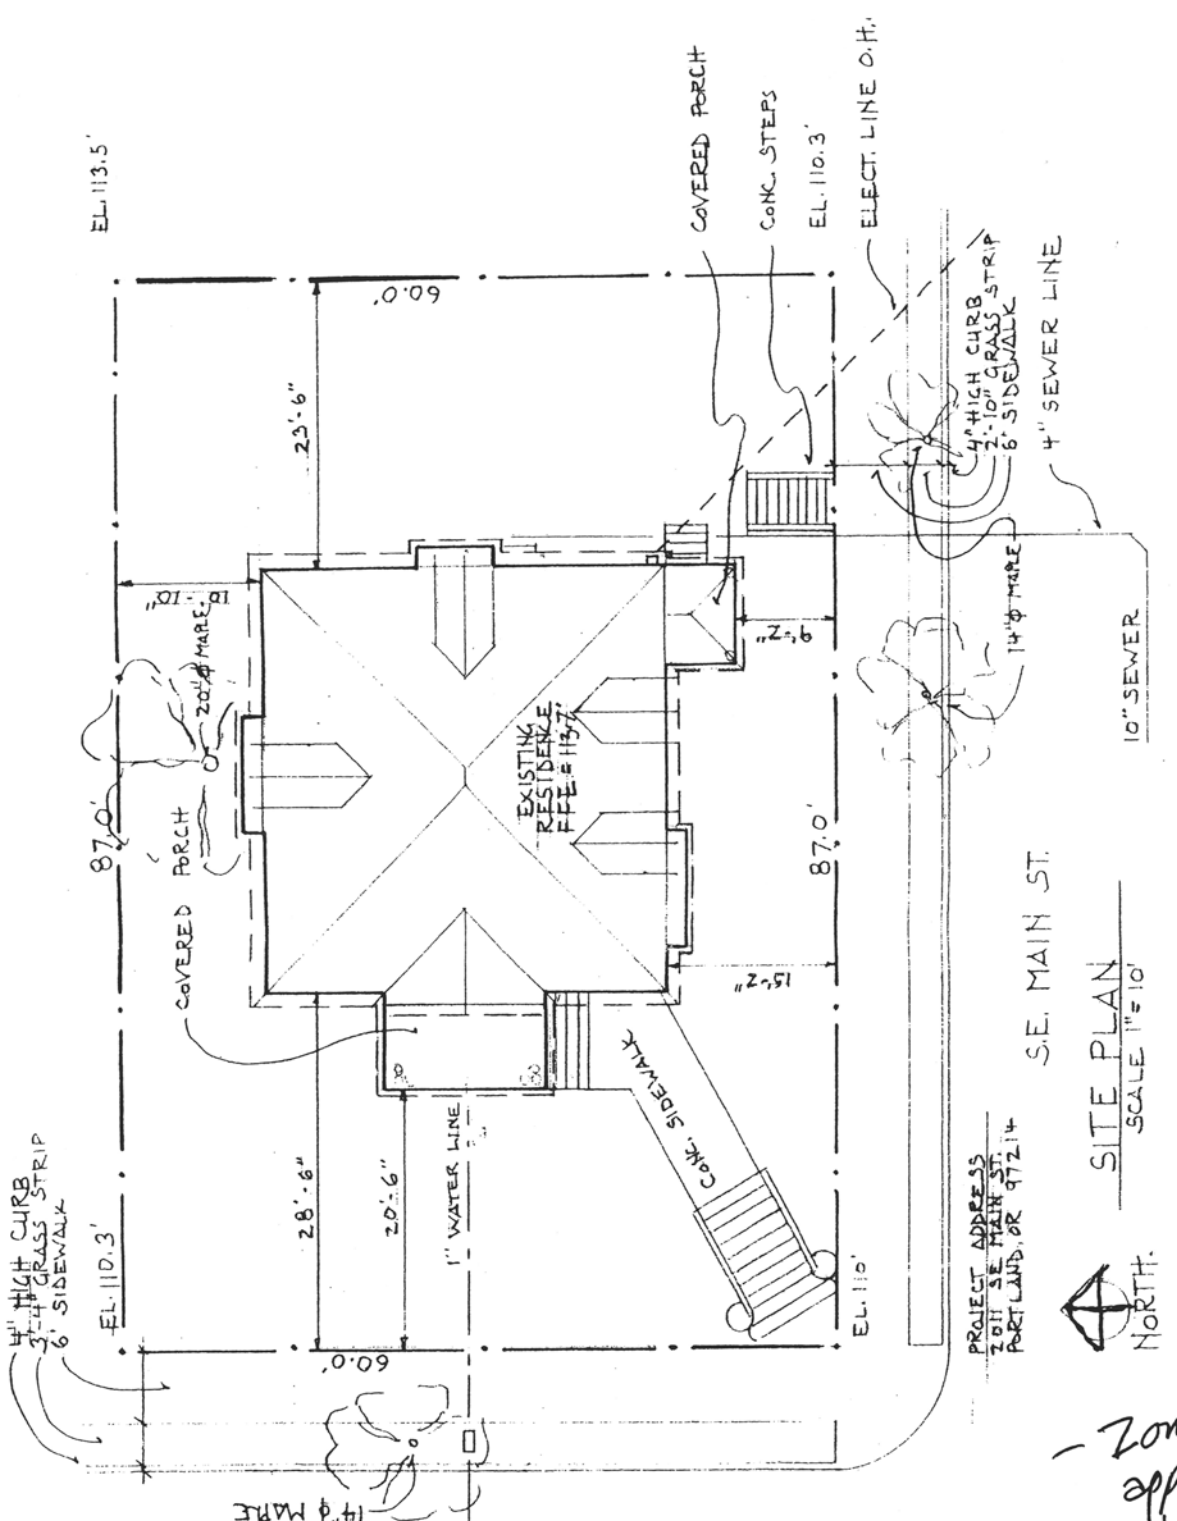 4" HIGH CURB
3'-4" GRASS STRIP
6' SIDEWALK
EL. 110.3'
87.0'
EL. 113.5'
COVERED PORCH
20"ϕ MAPLE
10'-10"
28'-6"
23'-6"
60.0'
60.0'
20'-6"
1" WATER LINE
14"ϕ MAPLE
EXISTING
RESIDENCE
FFE = 113.7'
CONC. SIDEWALK
15'-2"
9'-2"
COVERED PORCH
CONC. STEPS
EL. 110.3'
ELECT. LINE O.H.
87.0'
EL. 110'
4" HIGH CURB
2'-10" GRASS STRIP
6' SIDEWALK
4" SEWER LINE
14"ϕ MAPLE
10" SEWER
S.E. MAIN ST.
PROJECT ADDRESS
2011 SE MAIN ST.
PORTLAND, OR 97214
SITE PLAN
SCALE 1" = 10'
NORTH.